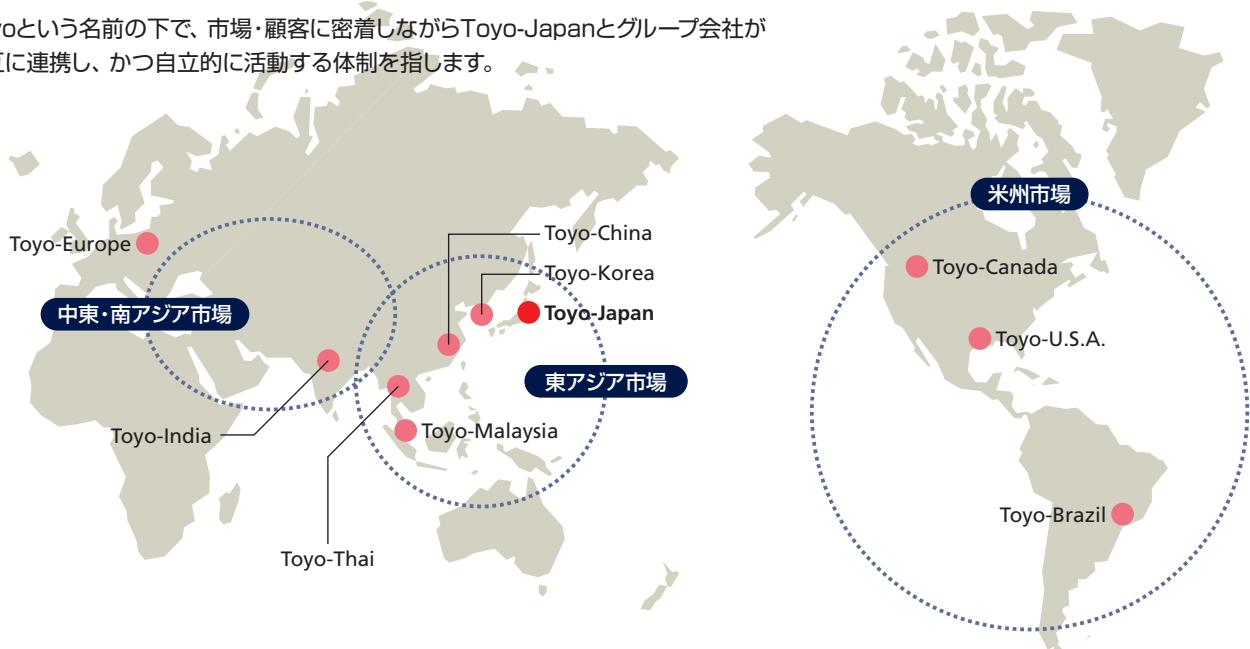 yoという名前の下で、市場・顧客に密着しながらToyo-Japanとグループ会社が
互に連携し、かつ自立的に活動する体制を指します。
米州市場
Toyo-China
Toyo-Europe
Toyo-Korea
Toyo-Canada
中東・南アジア市場
Toyo-Japan
Toyo-U.S.A.
東アジア市場
Toyo-India
Toyo-Malaysia
Toyo-Brazil
Toyo-Thai